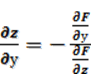 ∂z/∂y = − (∂F/∂y)/(∂F/∂z)